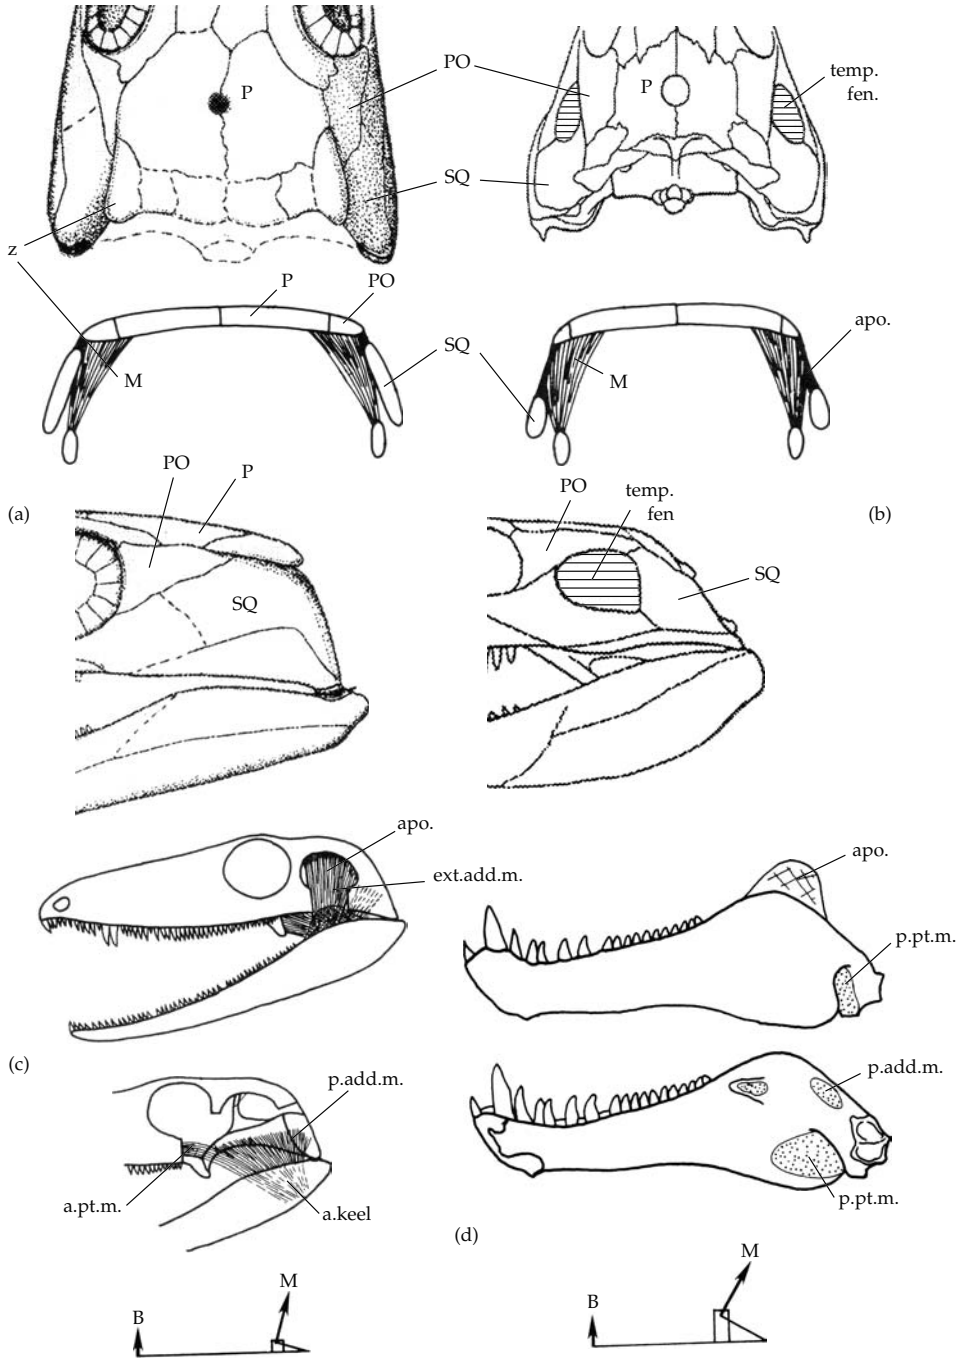 P
PO
P
temp.
fen.
SQ
z
P
PO
M
SQ
M
apo.
PO
P
SQ
(a)
PO
temp.
fen
SQ
(b)
apo.
ext.add.m.
apo.
p.pt.m.
(c)
p.add.m.
a.pt.m.
a.keel
p.add.m.
p.pt.m.
(d)
B
M
B
M